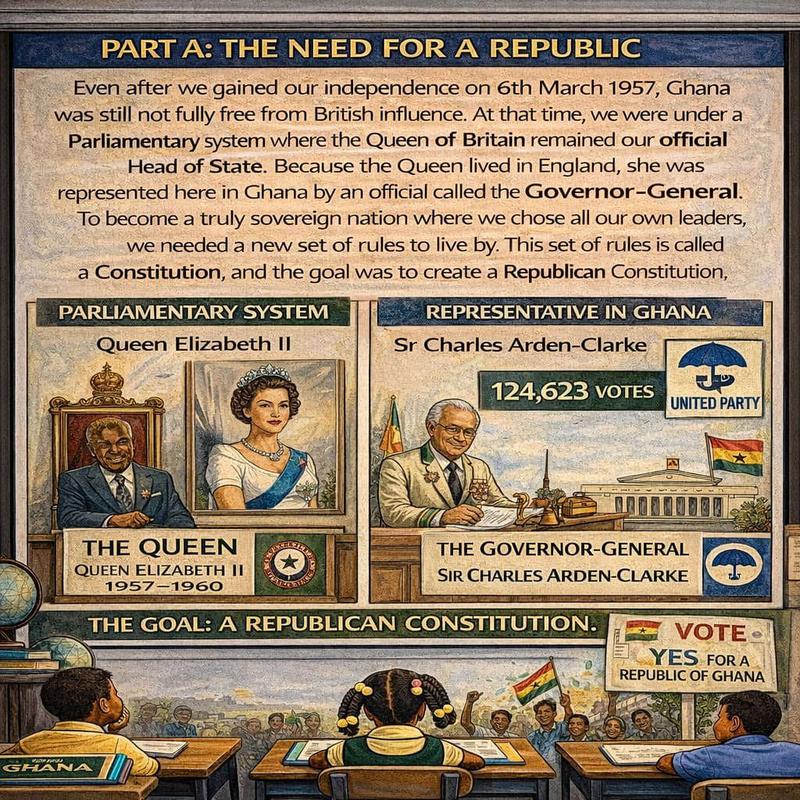 PART A: THE NEED FOR A REPUBLIC
Even after we gained our independence on 6th March 1957, Ghana
was still not fully free from British influence. At that time, we were under a
Parliamentary system where the Queen of Britain remained our official
Head of State. Because the Queen lived in England, she was
represented here in Ghana by an official called the Governor-General.
To become a truly sovereign nation where we chose all our own leaders,
we needed a new set of rules to live by. This set of rules is called
a Constitution, and the goal was to create a Republican Constitution,
PARLIAMENTARY SYSTEM
Queen Elizabeth II
THE QUEEN
QUEEN ELIZABETH II
1957–1960
REPRESENTATIVE IN GHANA
Sr Charles Arden-Clarke
124,623 VOTES
UNITED PARTY
THE GOVERNOR-GENERAL
SIR CHARLES ARDEN-CLARKE
THE GOAL: A REPUBLICAN CONSTITUTION.
VOTE
YES FOR A
REPUBLIC OF GHANA
GHANA